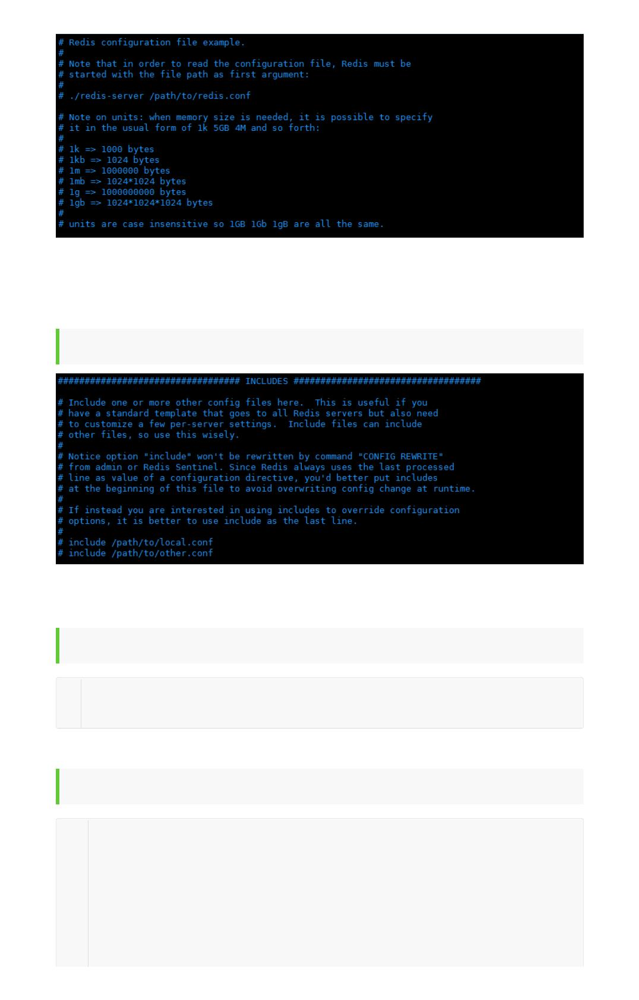 # Redis configuration file example.
#
# Note that in order to read the configuration file, Redis must be
# started with the file path as first argument:
#
# ./redis-server /path/to/redis.conf

# Note on units: when memory size is needed, it is possible to specify
# it in the usual form of 1k 5GB 4M and so forth:
#
# 1k => 1000 bytes
# 1kb => 1024 bytes
# 1m => 1000000 bytes
# 1mb => 1024*1024 bytes
# 1g => 1000000000 bytes
# 1gb => 1024*1024*1024 bytes
#
# units are case insensitive so 1GB 1Gb 1gB are all the same.

################################## INCLUDES ###################################

# Include one or more other config files here.  This is useful if you
# have a standard template that goes to all Redis servers but also need
# to customize a few per-server settings.  Include files can include
# other files, so use this wisely.
#
# Notice option "include" won't be rewritten by command "CONFIG REWRITE"
# from admin or Redis Sentinel. Since Redis always uses the last processed
# line as value of a configuration directive, you'd better put includes
# at the beginning of this file to avoid overwriting config change at runtime.
#
# If instead you are interested in using includes to override configuration
# options, it is better to use include as the last line.
#
# include /path/to/local.conf
# include /path/to/other.conf